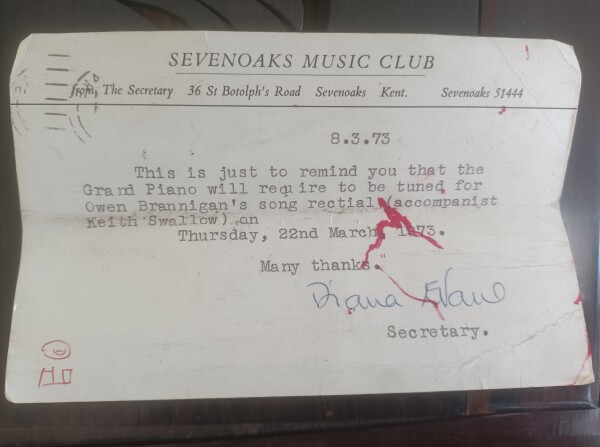 SEVENOAKS MUSIC CLUB
from, The Secretary 36 St Botolph's Road Sevenoaks Kent. Sevenoaks 51444
8.3.73
This is just to remind you that the
Grand Piano will require to be tuned for
Owen Brannigan's song rectial (accompanist
Keith Swallow) on
Thursday, 22nd March, 1973.
Many thanks.
Diana
Secretary.